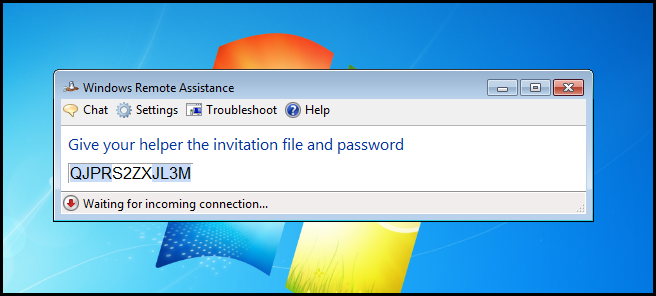 Windows Remote Assistance
Chat Settings Troubleshoot Help
Give your helper the invitation file and password
QJPRS2ZXJL3M
Waiting for incoming connection...